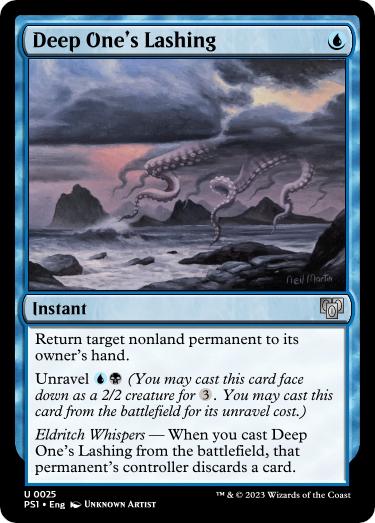 Deep One's Lashing
Neil Martin
Instant
Return target nonland permanent to its
owner's hand.
Unravel (You may cast this card face
down as a 2/2 creature for 3. You may cast this
card from the battlefield for its unravel cost.)
Eldritch Whispers — When you cast Deep
One's Lashing from the battlefield, that
permanent's controller discards a card.
U 0025
PS1 • Eng Unknown Artist
™ & © 2023 Wizards of the Coast